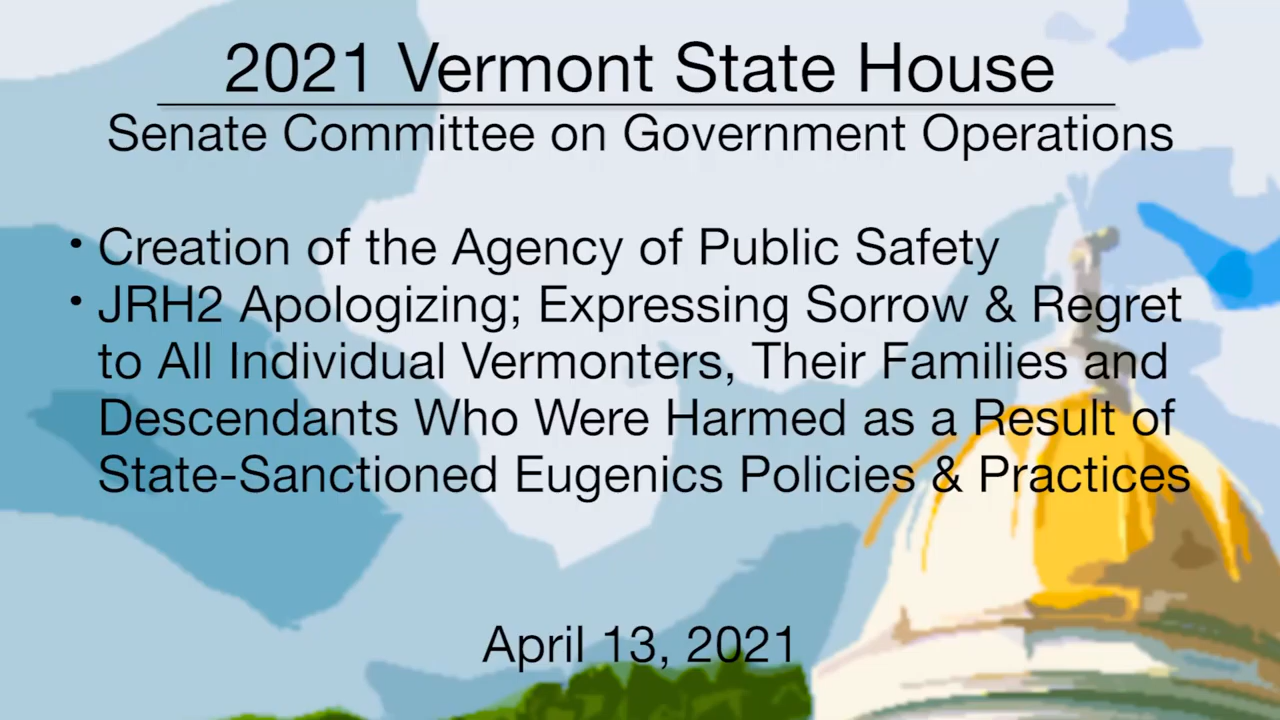 2021 Vermont State House
Senate Committee on Government Operations
• Creation of the Agency of Public Safety
• JRH2 Apologizing; Expressing Sorrow & Regret
to All Individual Vermonters, Their Families and
Descendants Who Were Harmed as a Result of
State-Sanctioned Eugenics Policies & Practices
April 13, 2021